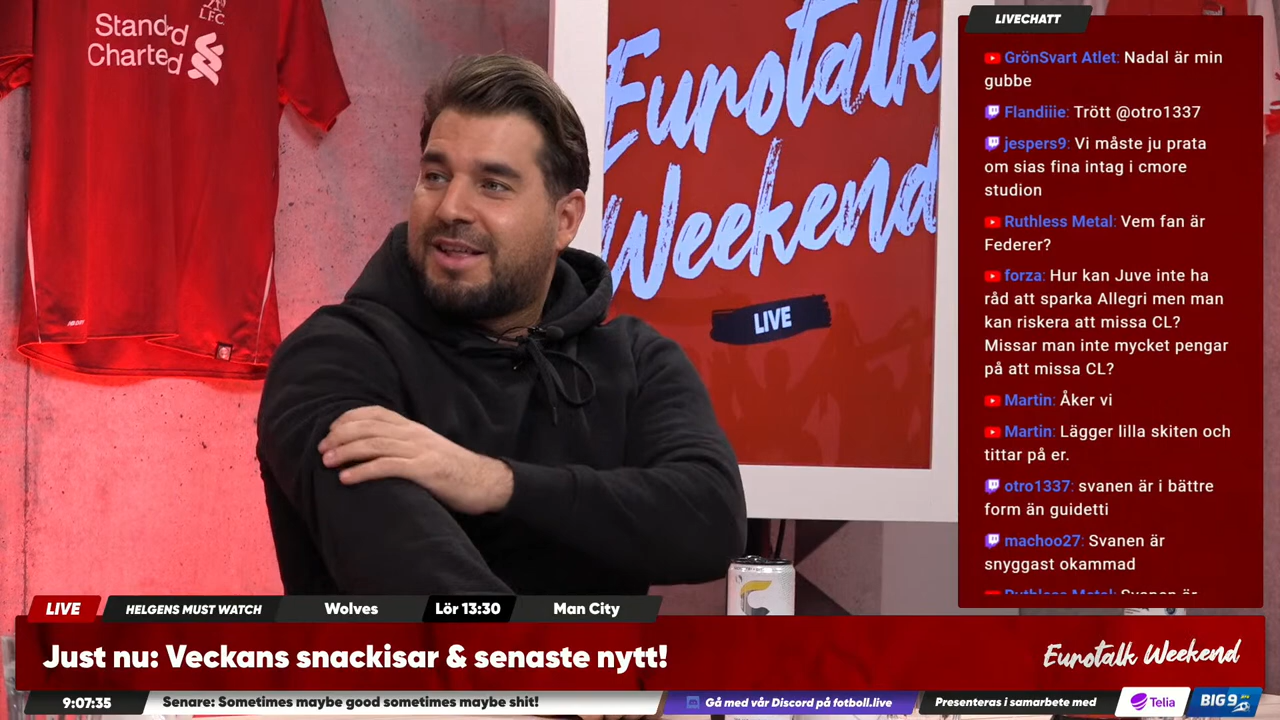 LFC
Standard
Chartered
Eurotalk
Weekend
LIVE
LIVECHATT
GrönSvart Atlet: Nadal är min
gubbe
Flandiiie: Trött @otro1337
jespers9: Vi måste ju prata
om sias fina intag i cmore
studion
Ruthless Metal: Vem fan är
Federer?
forza: Hur kan Juve inte ha
råd att sparka Allegri men man
kan riskera att missa CL?
Missar man inte mycket pengar
på att missa CL?
Martin: Åker vi
Martin: Lägger lilla skiten och
tittar på er.
otro1337: svanen är i bättre
form än guidetti
machoo27: Svanen är
snyggast okammad
Ruthless Metal: Svanen är
LIVE HELGENS MUST WATCH Wolves Lör 13:30 Man City
Just nu: Veckans snackisar & senaste nytt!
Eurotalk Weekend
9:07:35 Senare: Sometimes maybe good sometimes maybe shit! Gå med vår Discord på fotboll.live Presenteras i samarbete med Telia BIG9